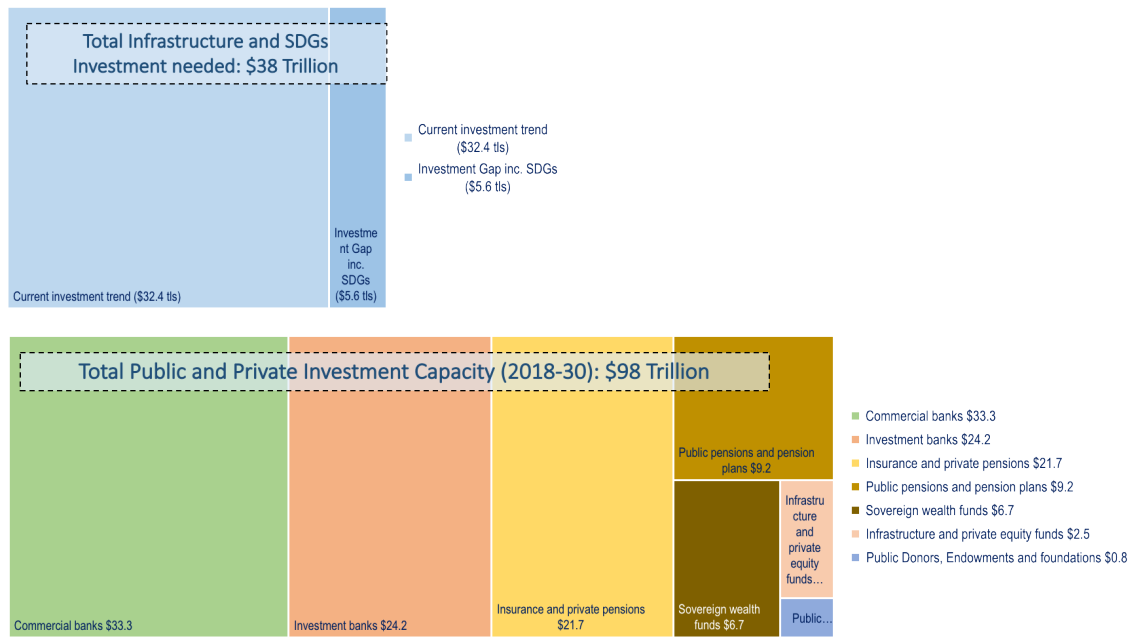 Total Infrastructure and SDGs
Investment needed: $38 Trillion
Current investment trend
($32.4 tls)
Investment Gap inc. SDGs
($5.6 tls)
Investme
nt Gap
inc.
SDGs
($5.6 tls)
Current investment trend ($32.4 tls)
Total Public and Private Investment Capacity (2018-30): $98 Trillion
Public pensions and pension
plans $9.2
Infrastru
cture
and
private
equity
funds…
Commercial banks $33.3
Investment banks $24.2
Insurance and private pensions
$21.7
Sovereign wealth
funds $6.7
Public…
Commercial banks $33.3
Investment banks $24.2
Insurance and private pensions $21.7
Public pensions and pension plans $9.2
Sovereign wealth funds $6.7
Infrastructure and private equity funds $2.5
Public Donors, Endowments and foundations $0.8